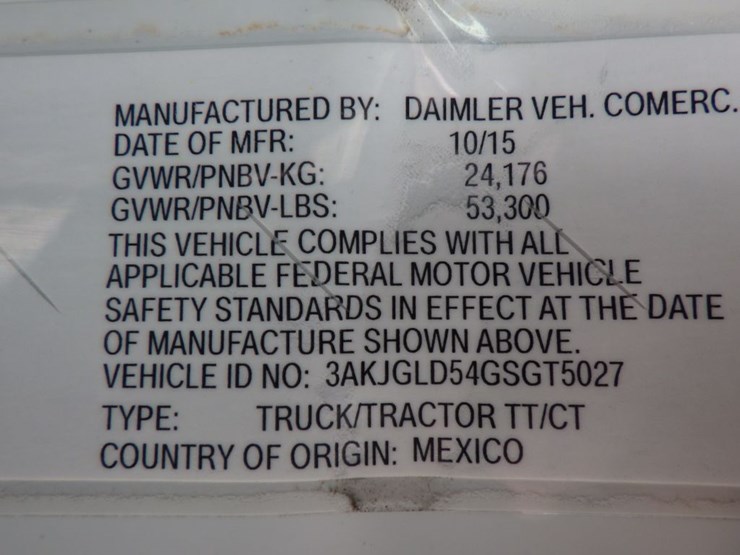 MANUFACTURED BY: DAIMLER VEH. COMERC.
DATE OF MFR: 10/15
GVWR/PNBV-KG: 24,176
GVWR/PNBV-LBS: 53,300
THIS VEHICLE COMPLIES WITH ALL
APPLICABLE FEDERAL MOTOR VEHICLE
SAFETY STANDARDS IN EFFECT AT THE DATE
OF MANUFACTURE SHOWN ABOVE.
VEHICLE ID NO: 3AKJGLD54GSGT5027
TYPE: TRUCK/TRACTOR TT/CT
COUNTRY OF ORIGIN: MEXICO